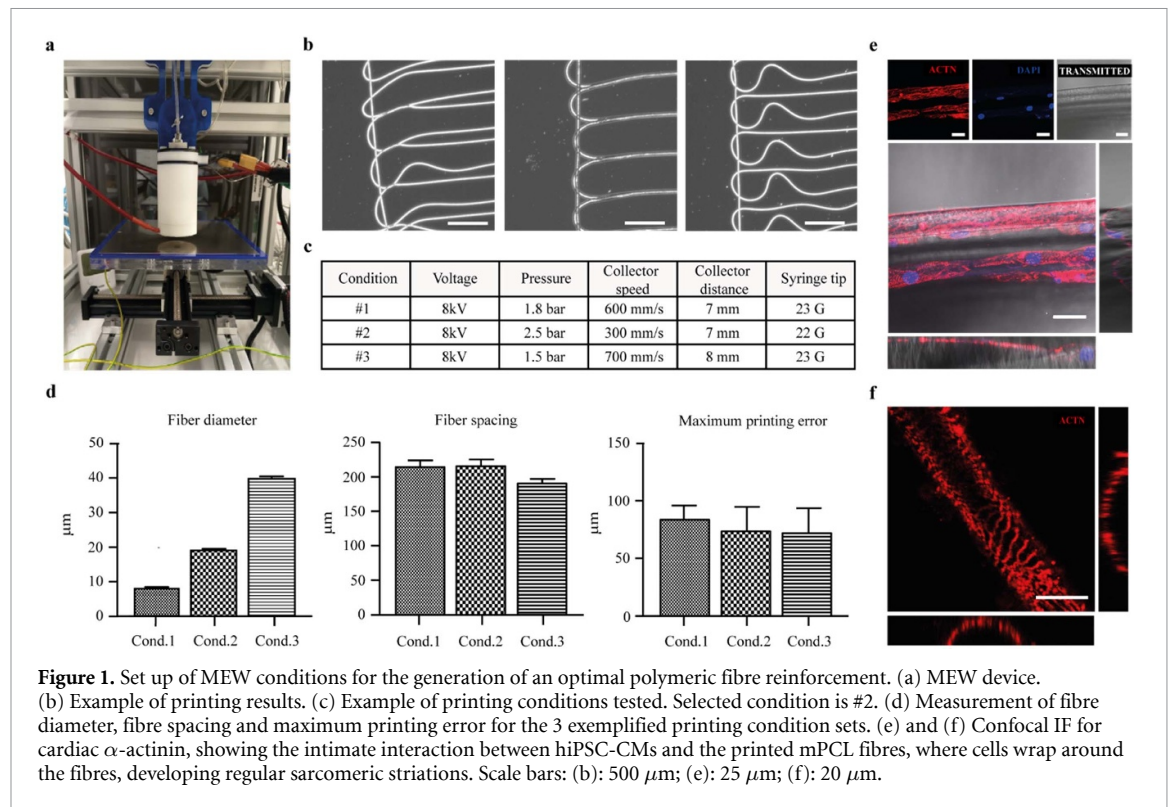 a
b
e
ACTN
DAPI
TRANSMITTED
c
Condition Voltage Pressure Collector speed Collector distance Syringe tip
#1 8kV 1.8 bar 600 mm/s 7 mm 23 G
#2 8kV 2.5 bar 300 mm/s 7 mm 22 G
#3 8kV 1.5 bar 700 mm/s 8 mm 23 G
d
Fiber diameter
50
40
30
20
10
0
μm
Cond.1 Cond.2 Cond.3
Fiber spacing
250
200
150
100
50
0
μm
Cond.1 Cond.2 Cond.3
Maximum printing error
150
100
50
0
μm
Cond.1 Cond.2 Cond.3
f
ACTN
Figure 1. Set up of MEW conditions for the generation of an optimal polymeric fibre reinforcement. (a) MEW device.
(b) Example of printing results. (c) Example of printing conditions tested. Selected condition is #2. (d) Measurement of fibre
diameter, fibre spacing and maximum printing error for the 3 exemplified printing condition sets. (e) and (f) Confocal IF for
cardiac α-actinin, showing the intimate interaction between hiPSC-CMs and the printed mPCL fibres, where cells wrap around
the fibres, developing regular sarcomeric striations. Scale bars: (b): 500 μm; (e): 25 μm; (f): 20 μm.